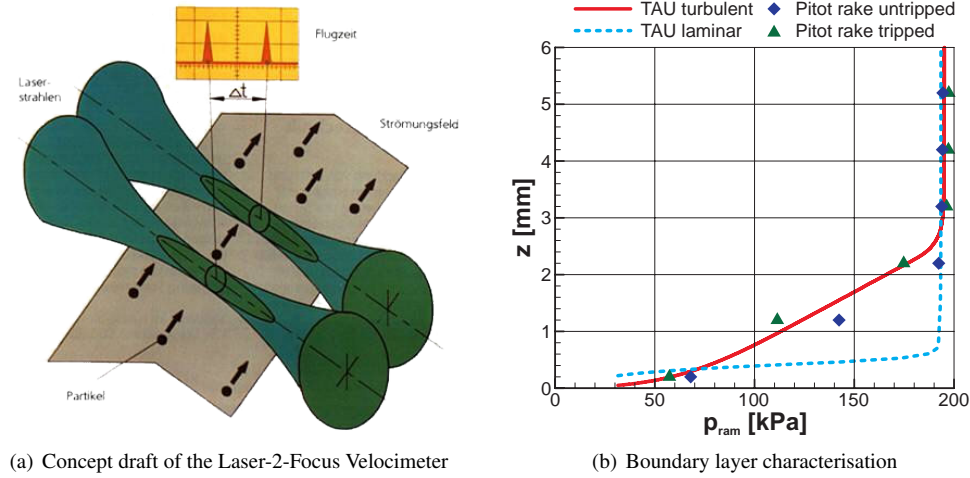 Flugzeit
Δt
Laser-
strahlen
Strömungsfeld
Partikel
(a) Concept draft of the Laser-2-Focus Velocimeter
TAU turbulent
Pitot rake untripped
TAU laminar
Pitot rake tripped
z [mm]
6
5
4
3
2
1
0
0
50
100
150
200
p_ram [kPa]
(b) Boundary layer characterisation